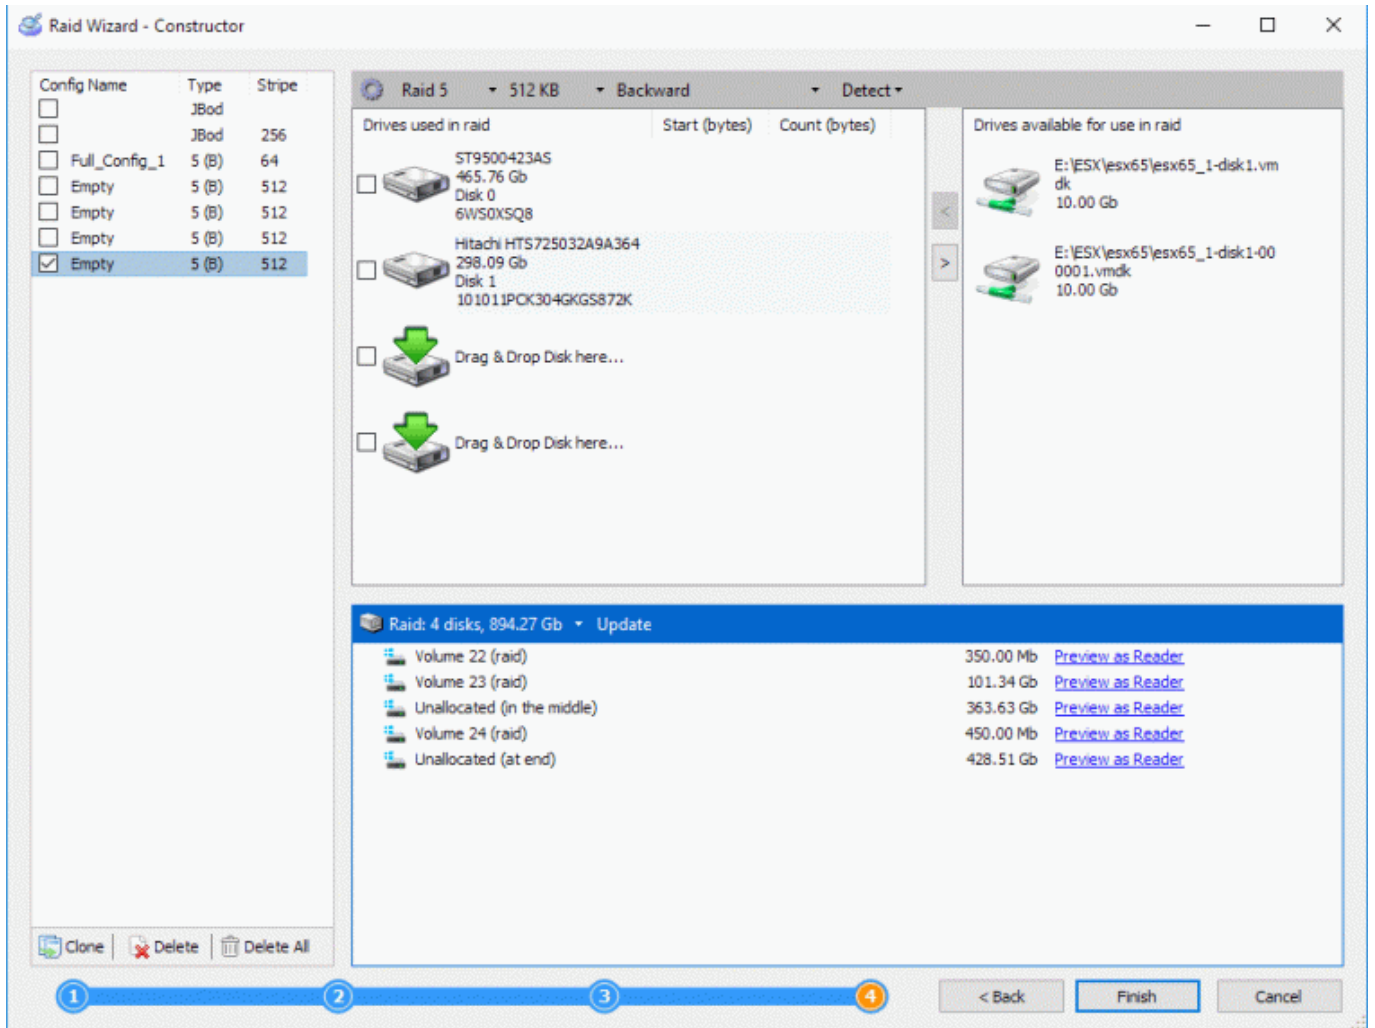 Raid Wizard - Constructor
Config Name Type Stripe
JBod
JBod 256
Full_Config_1 5 (B) 64
Empty 5 (B) 512
Empty 5 (B) 512
Empty 5 (B) 512
Empty 5 (B) 512
Clone Delete Delete All
Raid 5 512 KB Backward Detect
Drives used in raid Start (bytes) Count (bytes)
ST9500423AS
465.76 Gb
Disk 0
6WS0XSQ8
Hitachi HTS725032A9A364
298.09 Gb
Disk 1
101011PCK304GKGS872K
Drag & Drop Disk here...
Drag & Drop Disk here...
<
>
Drives available for use in raid
E:\ESX\esx65\esx65_1-disk1.vm
dk
10.00 Gb
E:\ESX\esx65\esx65_1-disk1-00
0001.vmdk
10.00 Gb
Raid: 4 disks, 894.27 Gb Update
Volume 22 (raid) 350.00 Mb Preview as Reader
Volume 23 (raid) 101.34 Gb Preview as Reader
Unallocated (in the middle) 363.63 Gb Preview as Reader
Volume 24 (raid) 450.00 Mb Preview as Reader
Unallocated (at end) 428.51 Gb Preview as Reader
1 2 3 4
< Back Finish Cancel